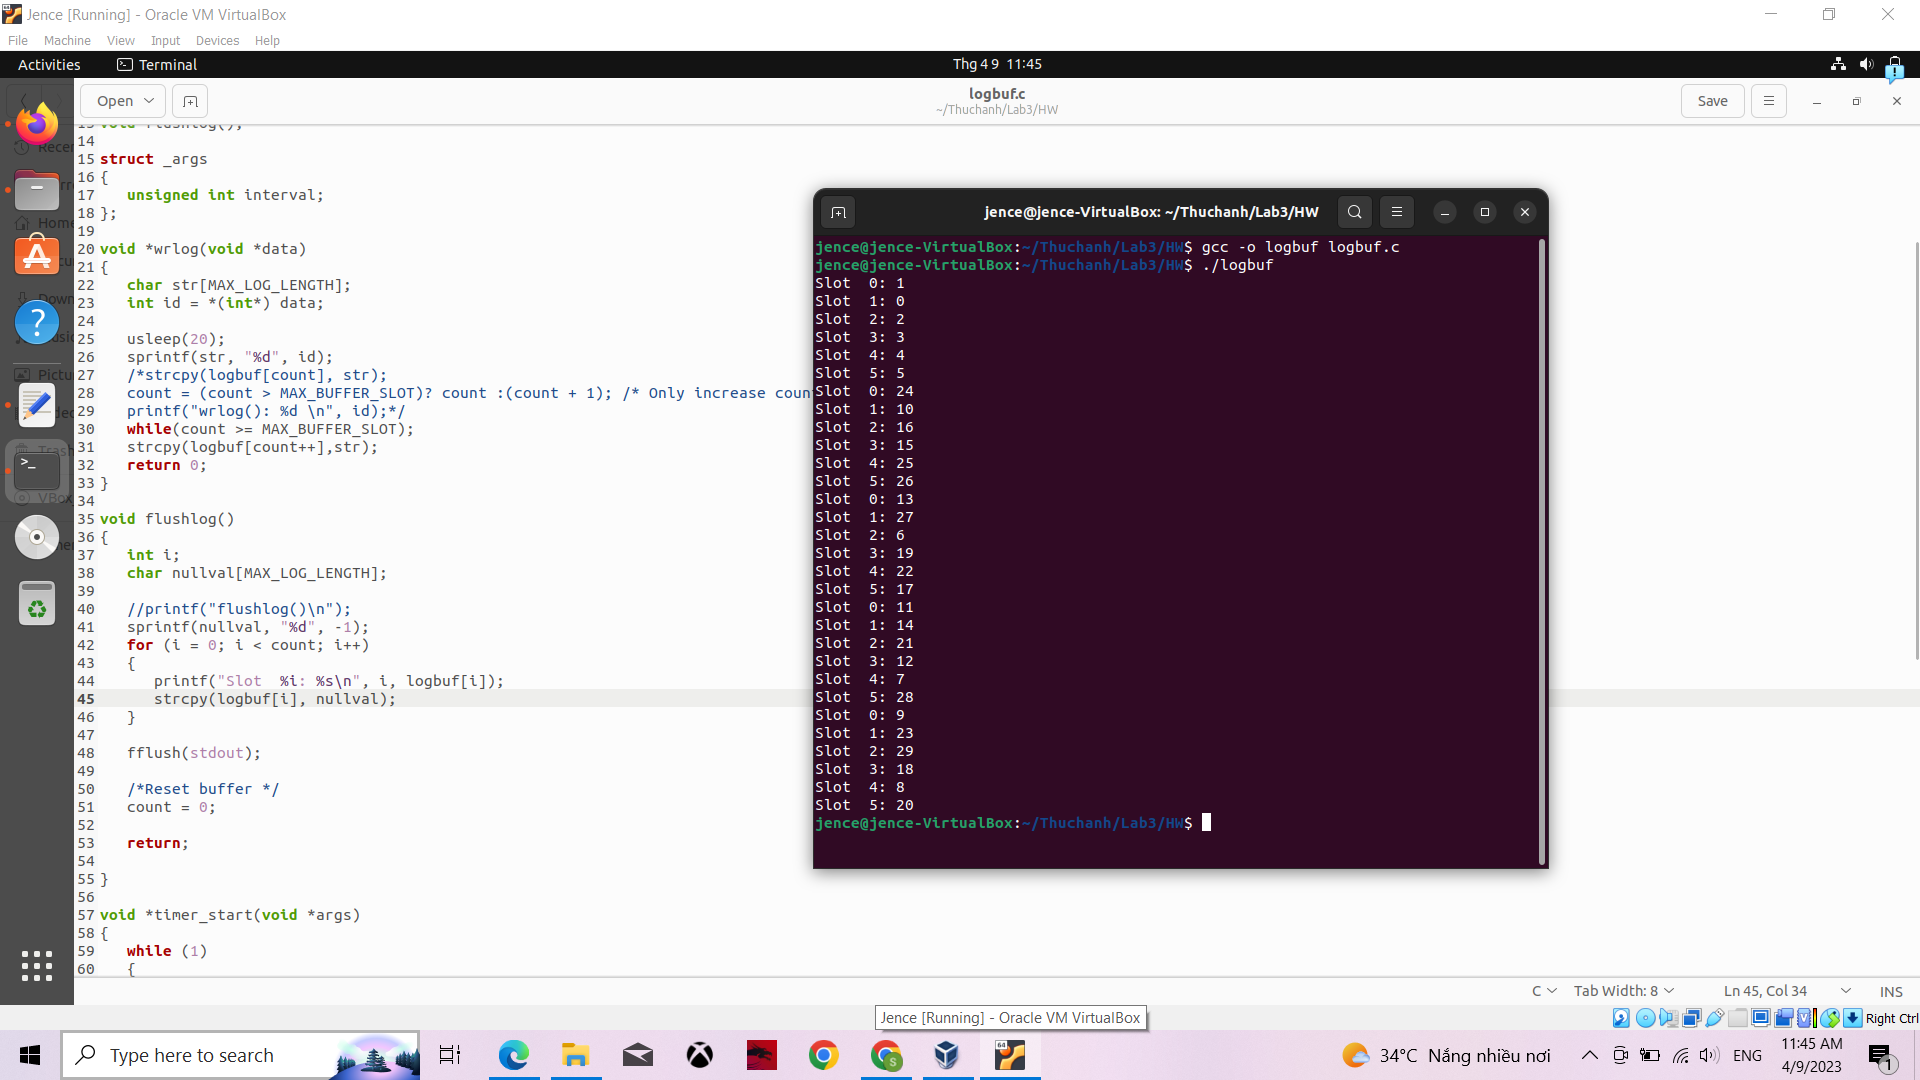 Jence [Running] - Oracle VM VirtualBox
File Machine View Input Devices Help
Activities Terminal Thg 4 9 11:45
Open logbuf.c Save
~/Thuchanh/Lab3/HW
14
15 struct _args
16 {
17 unsigned int interval;
18 };
19
20 void *wrlog(void *data)
21 {
22 char str[MAX_LOG_LENGTH];
23 int id = *(int*) data;
24
25 usleep(20);
26 sprintf(str, "%d", id);
27 /*strcpy(logbuf[count], str);
28 count = (count > MAX_BUFFER_SLOT)? count :(count + 1); /* Only increase coun
29 printf("wrlog(): %d \n", id);*/
30 while(count >= MAX_BUFFER_SLOT);
31 strcpy(logbuf[count++],str);
32 return 0;
33 }
34
35 void flushlog()
36 {
37 int i;
38 char nullval[MAX_LOG_LENGTH];
39
40 //printf("flushlog()\n");
41 sprintf(nullval, "%d", -1);
42 for (i = 0; i < count; i++)
43 {
44 printf("Slot  %i: %s\n", i, logbuf[i]);
45 strcpy(logbuf[i], nullval);
46 }
47
48 fflush(stdout);
49
50 /*Reset buffer */
51 count = 0;
52
53 return;
54
55 }
56
57 void *timer_start(void *args)
58 {
59 while (1)
60 {
jence@jence-VirtualBox: ~/Thuchanh/Lab3/HW
jence@jence-VirtualBox:~/Thuchanh/Lab3/HW$ gcc -o logbuf logbuf.c
jence@jence-VirtualBox:~/Thuchanh/Lab3/HW$ ./logbuf
Slot  0: 1
Slot  1: 0
Slot  2: 2
Slot  3: 3
Slot  4: 4
Slot  5: 5
Slot  0: 24
Slot  1: 10
Slot  2: 16
Slot  3: 15
Slot  4: 25
Slot  5: 26
Slot  0: 13
Slot  1: 27
Slot  2: 6
Slot  3: 19
Slot  4: 22
Slot  5: 17
Slot  0: 11
Slot  1: 14
Slot  2: 21
Slot  3: 12
Slot  4: 7
Slot  5: 28
Slot  0: 9
Slot  1: 23
Slot  2: 29
Slot  3: 18
Slot  4: 8
Slot  5: 20
jence@jence-VirtualBox:~/Thuchanh/Lab3/HW$
C Tab Width: 8 Ln 45, Col 34 INS
Jence [Running] - Oracle VM VirtualBox
Right Ctrl
Type here to search
34°C Nắng nhiều nơi ENG 11:45 AM
4/9/2023
1